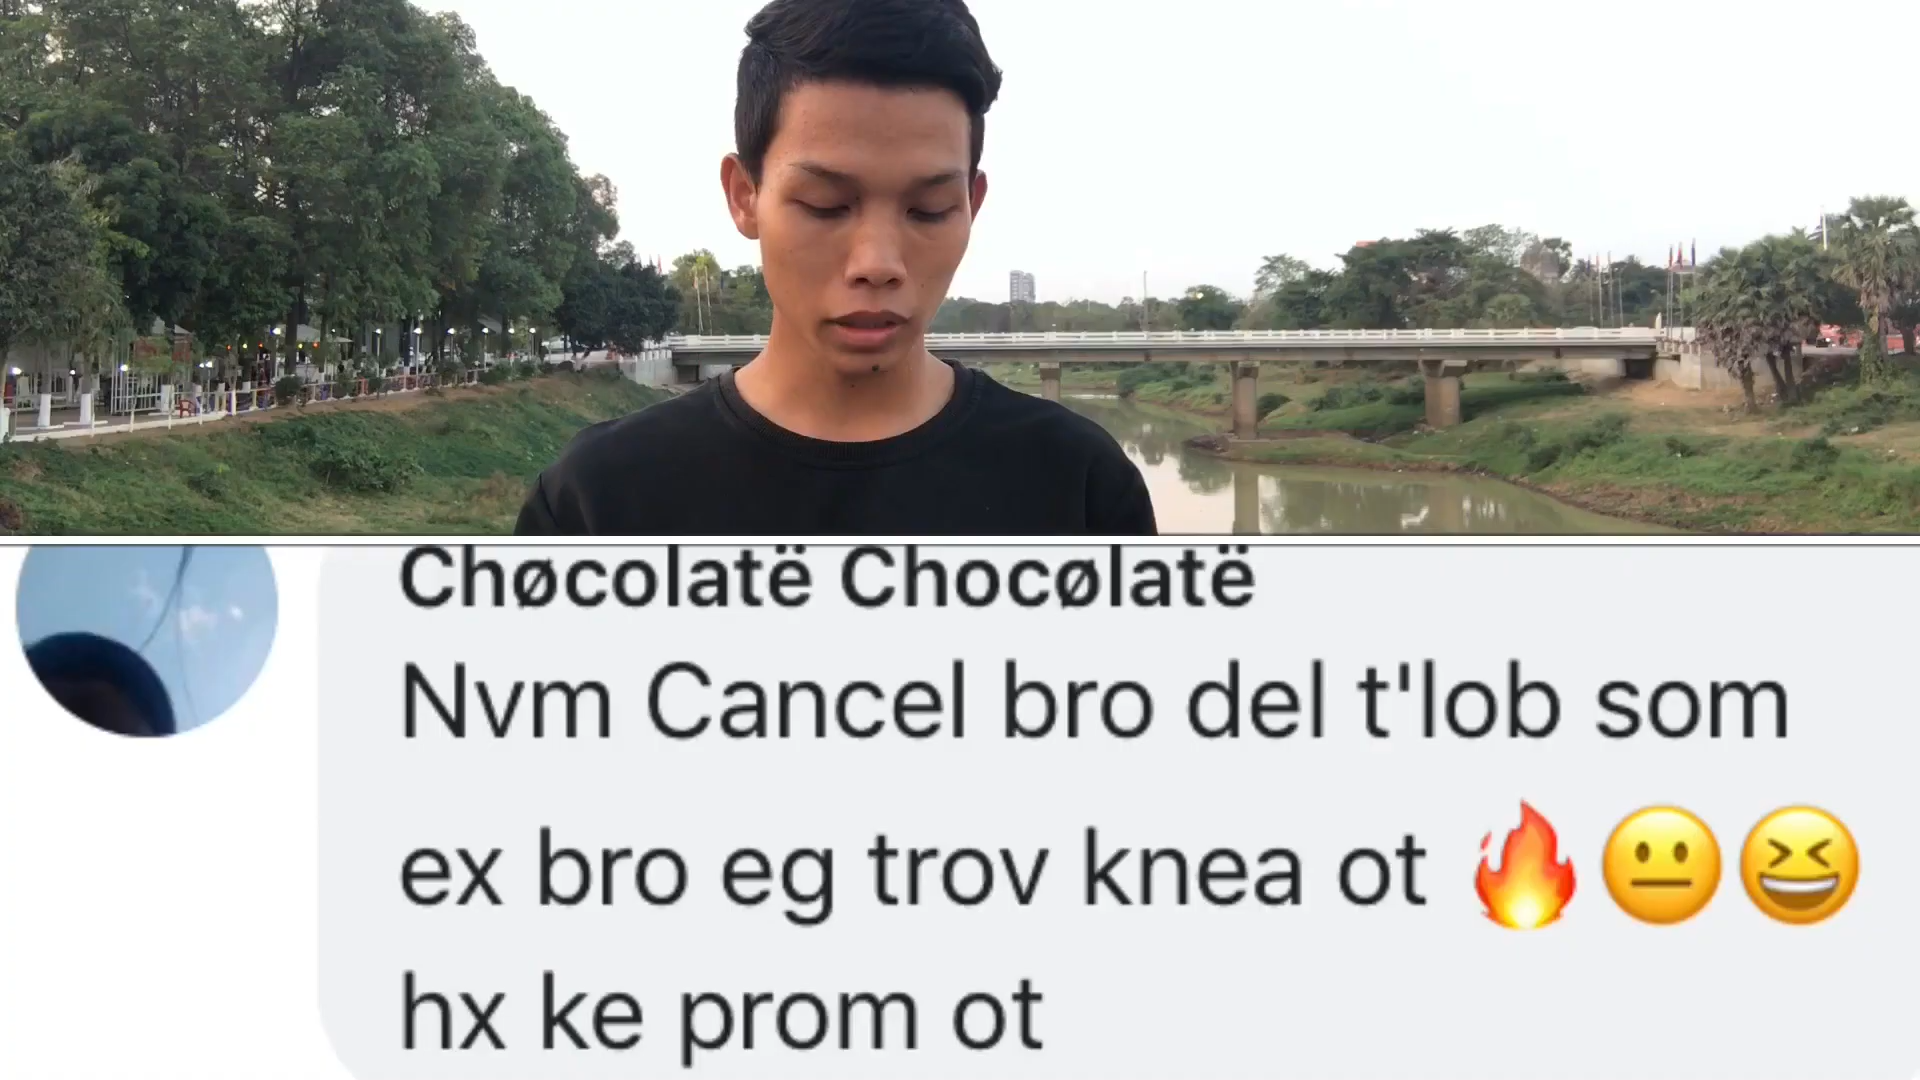 Chøcolatë Chocølatë
Nvm Cancel bro del t'lob som
ex bro eg trov knea ot 🔥😐😆
hx ke prom ot